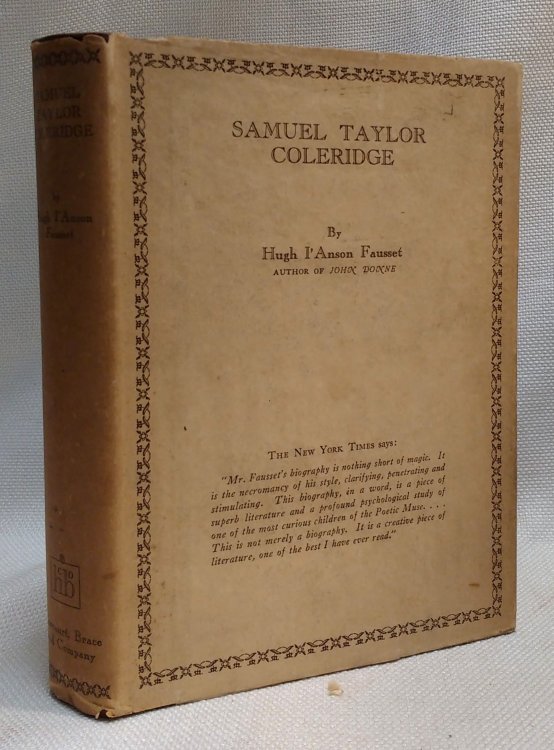 SAMUEL TAYLOR
COLERIDGE
By
Hugh I'Anson Fausset
AUTHOR OF JOHN DONNE
THE NEW YORK TIMES says:
"Mr. Fausset's biography is nothing short of magic. It
is the necromancy of his style, clarifying, penetrating and
stimulating. This biography, in a word, is a piece of
superb literature and a profound psychological study of
one of the most curious children of the Poetic Muse. . . .
This is not merely a biography. It is a creative piece of
literature, one of the best I have ever read."
SAMUEL
TAYLOR
COLERIDGE
by
Hugh I'Anson
Fausset
Harcourt, Brace
and Company